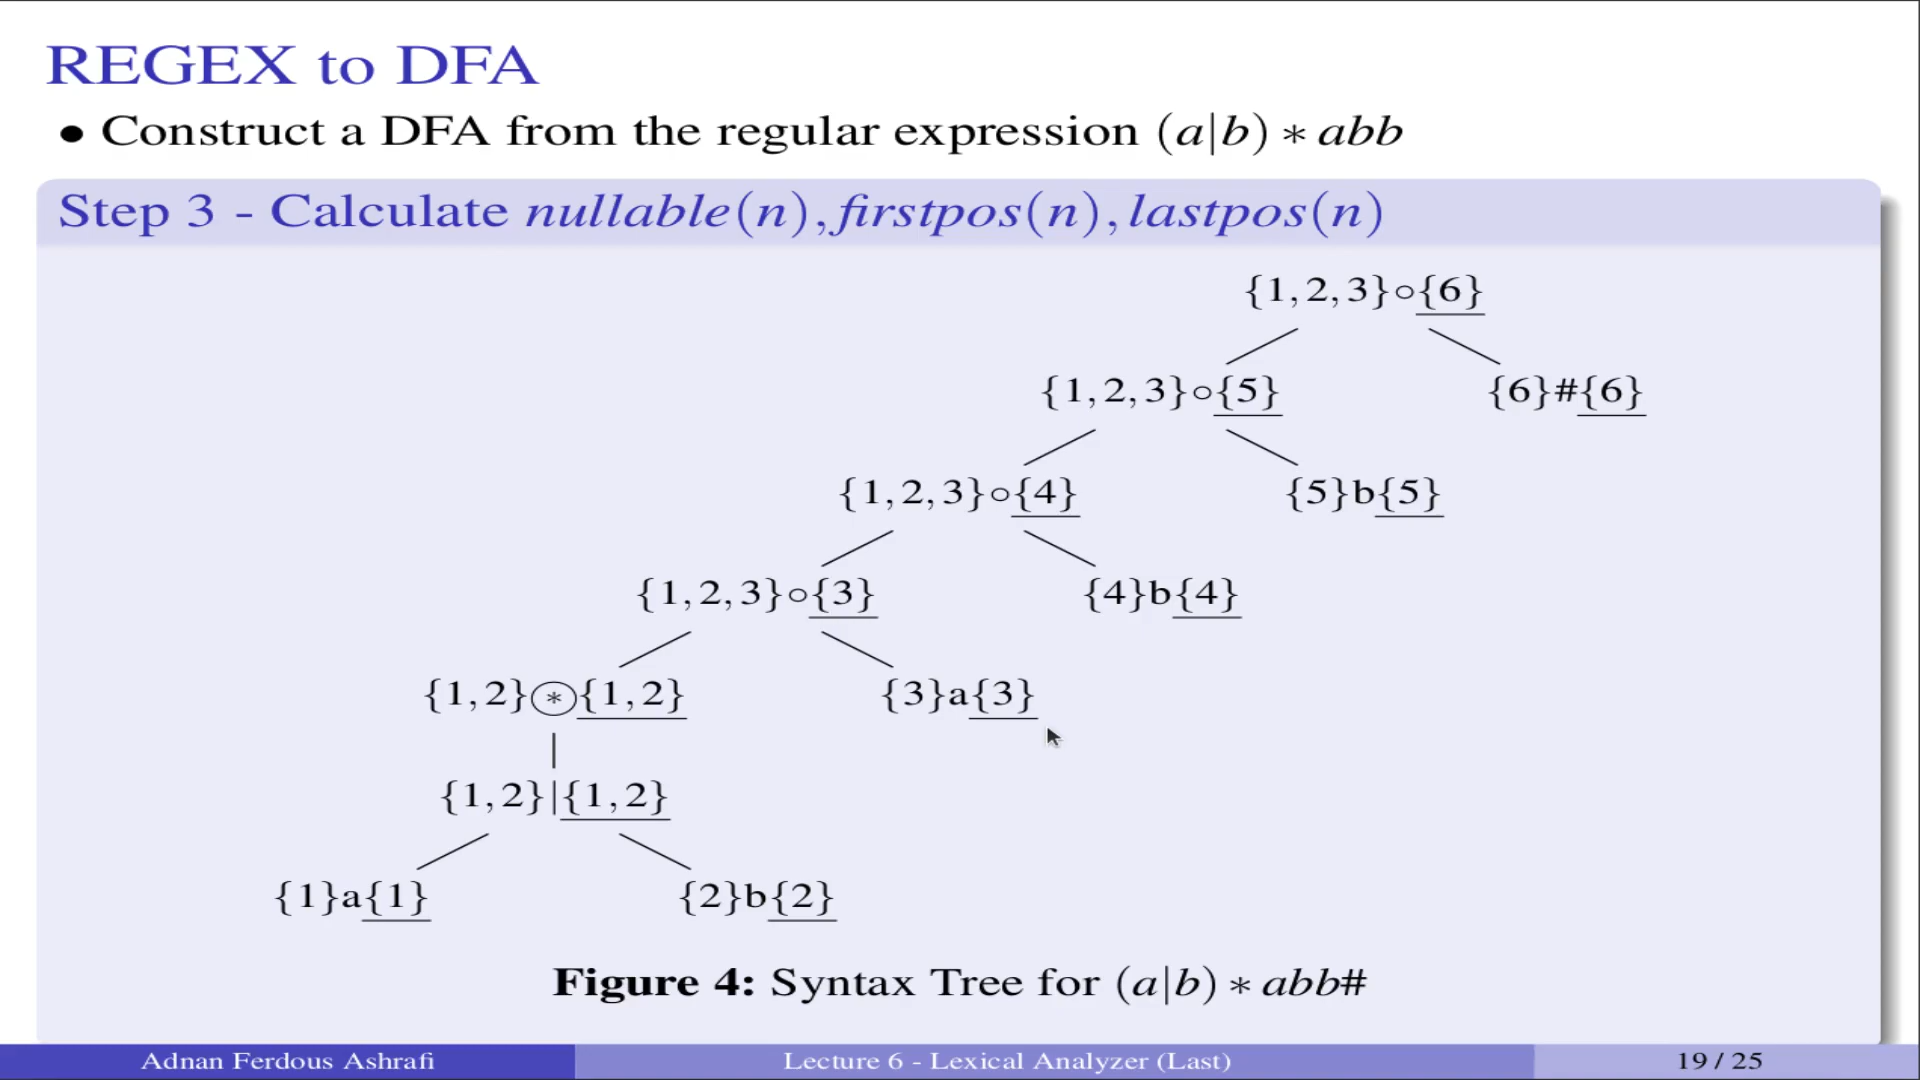 REGEX to DFA
• Construct a DFA from the regular expression (a|b) ∗ abb
Step 3 - Calculate nullable(n), firstpos(n), lastpos(n)
{1, 2, 3}∘{6}
{1, 2, 3}∘{5} {6}#{6}
{1, 2, 3}∘{4} {5}b{5}
{1, 2, 3}∘{3} {4}b{4}
{1, 2}⊛{1, 2} {3}a{3}
{1, 2}|{1, 2}
{1}a{1} {2}b{2}
Figure 4: Syntax Tree for (a|b) ∗ abb#
Adnan Ferdous Ashrafi Lecture 6 - Lexical Analyzer (Last) 19 / 25